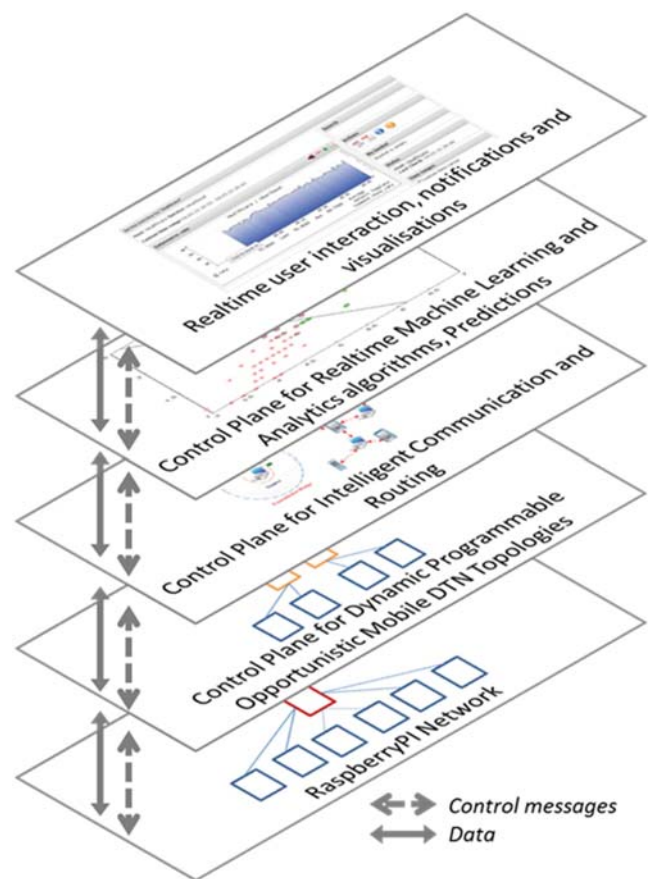 Realtime user interaction, notifications and
visualisations
Control Plane for Realtime Machine Learning and
Analytics algorithms, Predictions
Control Plane for Intelligent Communication and
Routing
Control Plane for Dynamic Programmable
Opportunistic Mobile DTN Topologies
RaspberryPI Network
Control messages
Data